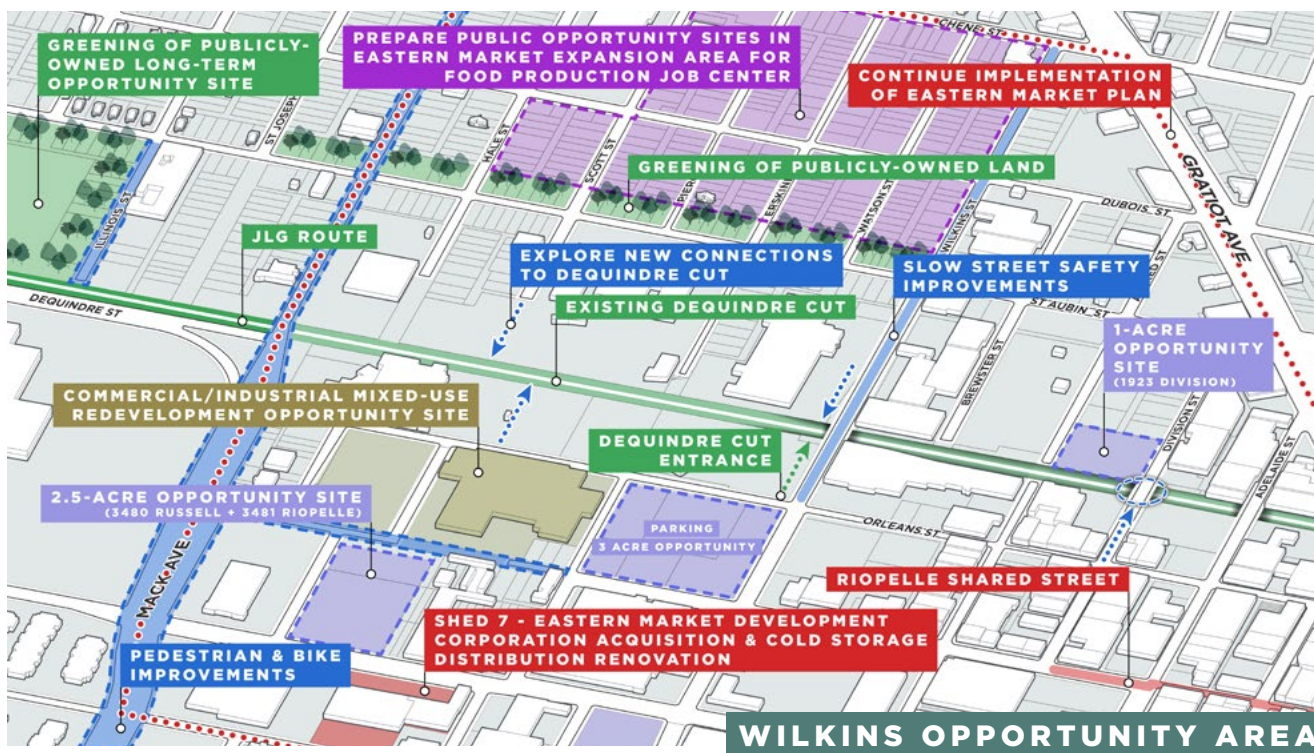 CHENE ST
GREENING OF PUBLICLY-
OWNED LONG-TERM
OPPORTUNITY SITE
PREPARE PUBLIC OPPORTUNITY SITES IN
EASTERN MARKET EXPANSION AREA FOR
FOOD PRODUCTION JOB CENTER
CONTINUE IMPLEMENTATION
OF EASTERN MARKET PLAN
ST JOSEPH
HALE ST
SCOTT ST
GREENING OF PUBLICLY-OWNED LAND
PIER
ERSKIN
WATSON ST
WILKINS ST
DUBOIS ST
GRATIOT AVE
ILLINOIS ST
JLG ROUTE
EXPLORE NEW CONNECTIONS
TO DEQUINDRE CUT
SLOW STREET SAFETY
IMPROVEMENTS
DEQUINDRE ST
EXISTING DEQUINDRE CUT
ST AUBIN ST
1-ACRE
OPPORTUNITY
SITE
(1923 DIVISION)
BREWSTER ST
COMMERCIAL/INDUSTRIAL MIXED-USE
REDEVELOPMENT OPPORTUNITY SITE
DEQUINDRE CUT
ENTRANCE
DIVISION ST
ADELAIDE ST
2.5-ACRE OPPORTUNITY SITE
(3480 RUSSELL + 3481 RIOPELLE)
PARKING
3 ACRE OPPORTUNITY
ORLEANS ST
MACK AVE
RIOPELLE SHARED STREET
SHED 7 - EASTERN MARKET DEVELOPMENT
CORPORATION ACQUISITION & COLD STORAGE
DISTRIBUTION RENOVATION
PEDESTRIAN & BIKE
IMPROVEMENTS
WILKINS OPPORTUNITY AREA